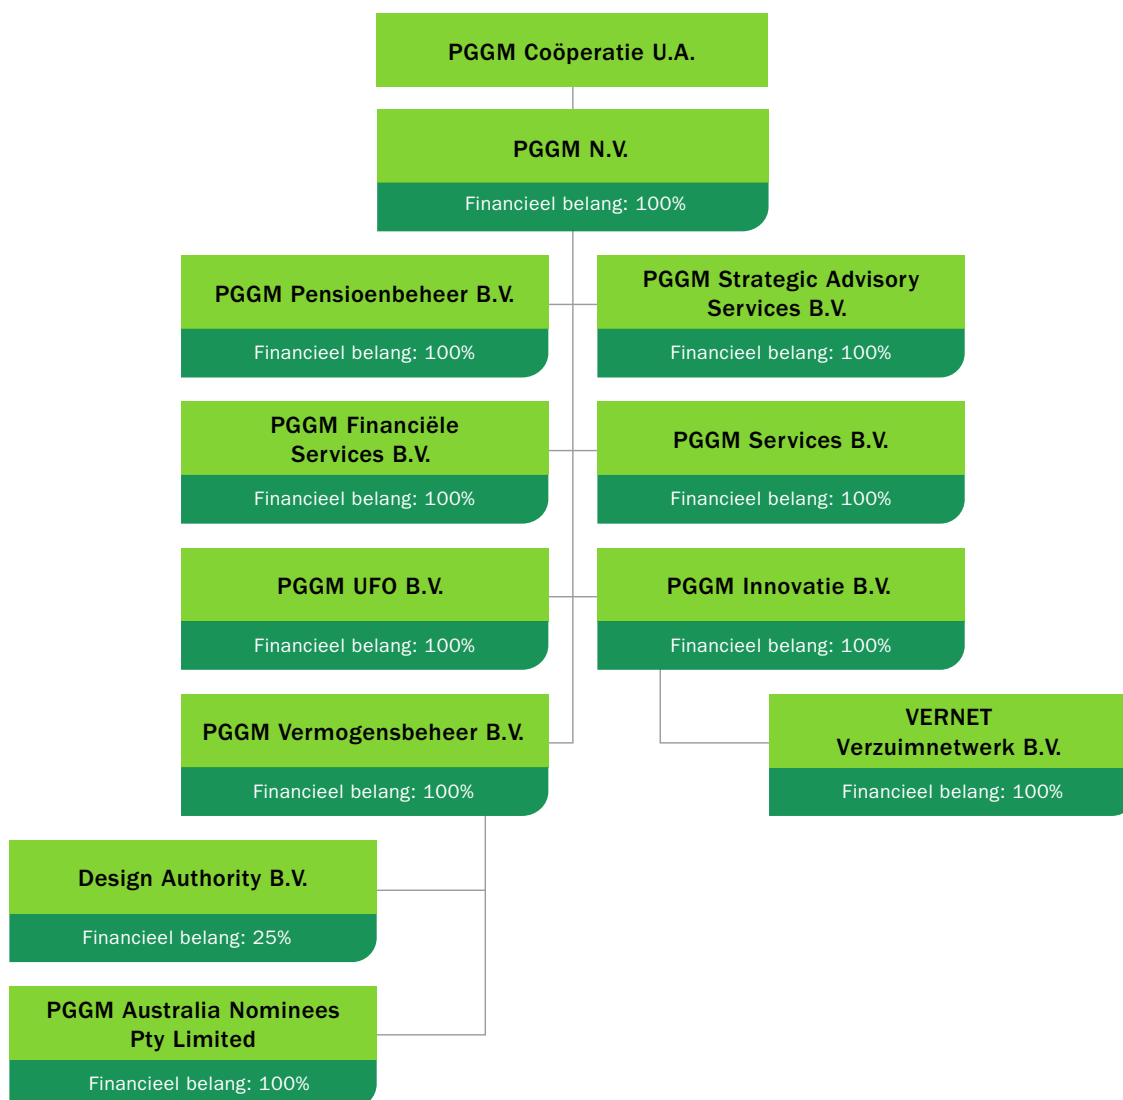 PGGM Coöperatie U.A.
PGGM N.V.
Financieel belang: 100%
PGGM Pensioenbeheer B.V.
Financieel belang: 100%
PGGM Strategic Advisory
Services B.V.
Financieel belang: 100%
PGGM Financiële
Services B.V.
Financieel belang: 100%
PGGM Services B.V.
Financieel belang: 100%
PGGM UFO B.V.
Financieel belang: 100%
PGGM Innovatie B.V.
Financieel belang: 100%
PGGM Vermogensbeheer B.V.
Financieel belang: 100%
VERNET
Verzuimnetwerk B.V.
Financieel belang: 100%
Design Authority B.V.
Financieel belang: 25%
PGGM Australia Nominees
Pty Limited
Financieel belang: 100%